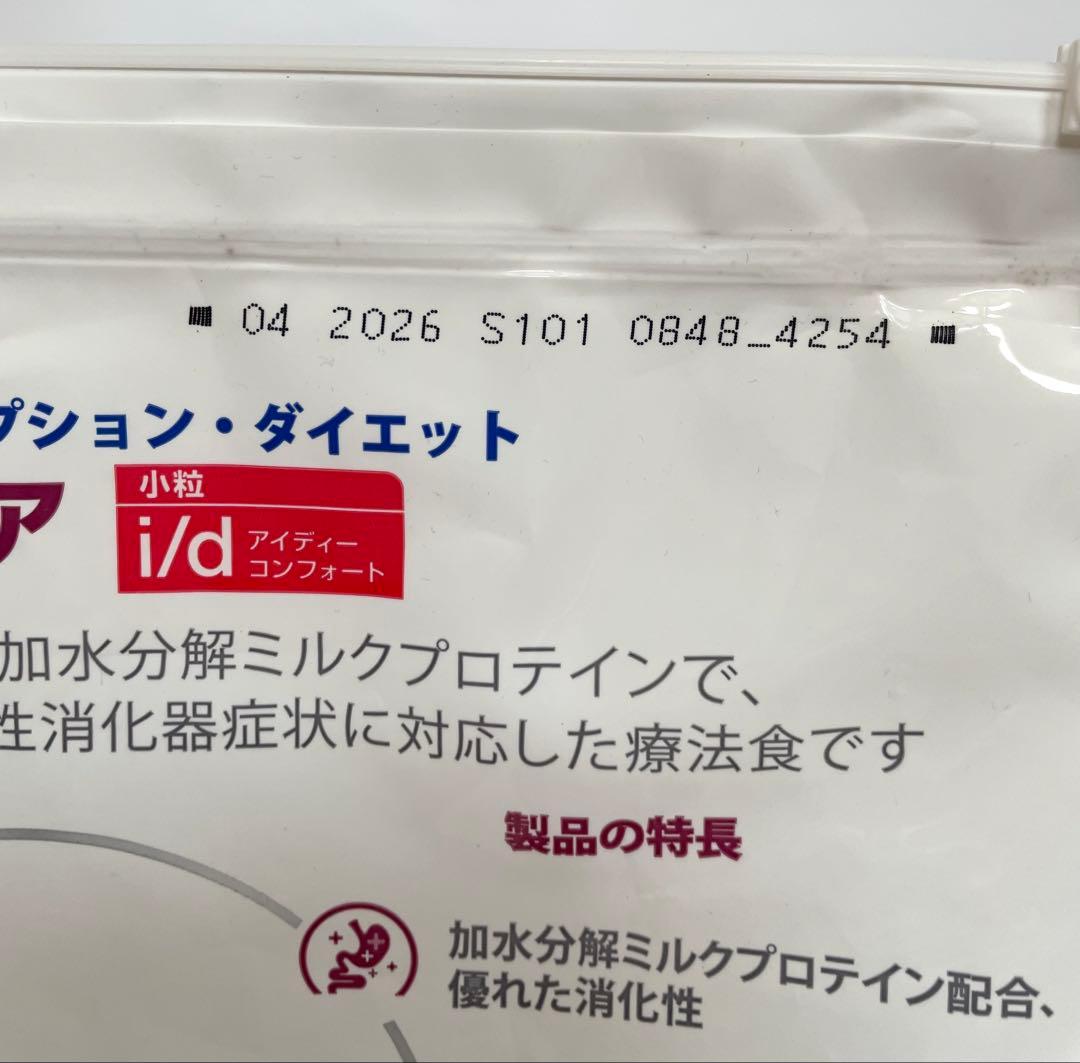 04 2026 S101 0848_4254
プション・ダイエット
ア
小粒
i/d アイディー
コンフォート
加水分解ミルクプロテインで、
性消化器症状に対応した療法食です
製品の特長
加水分解ミルクプロテイン配合、
優れた消化性